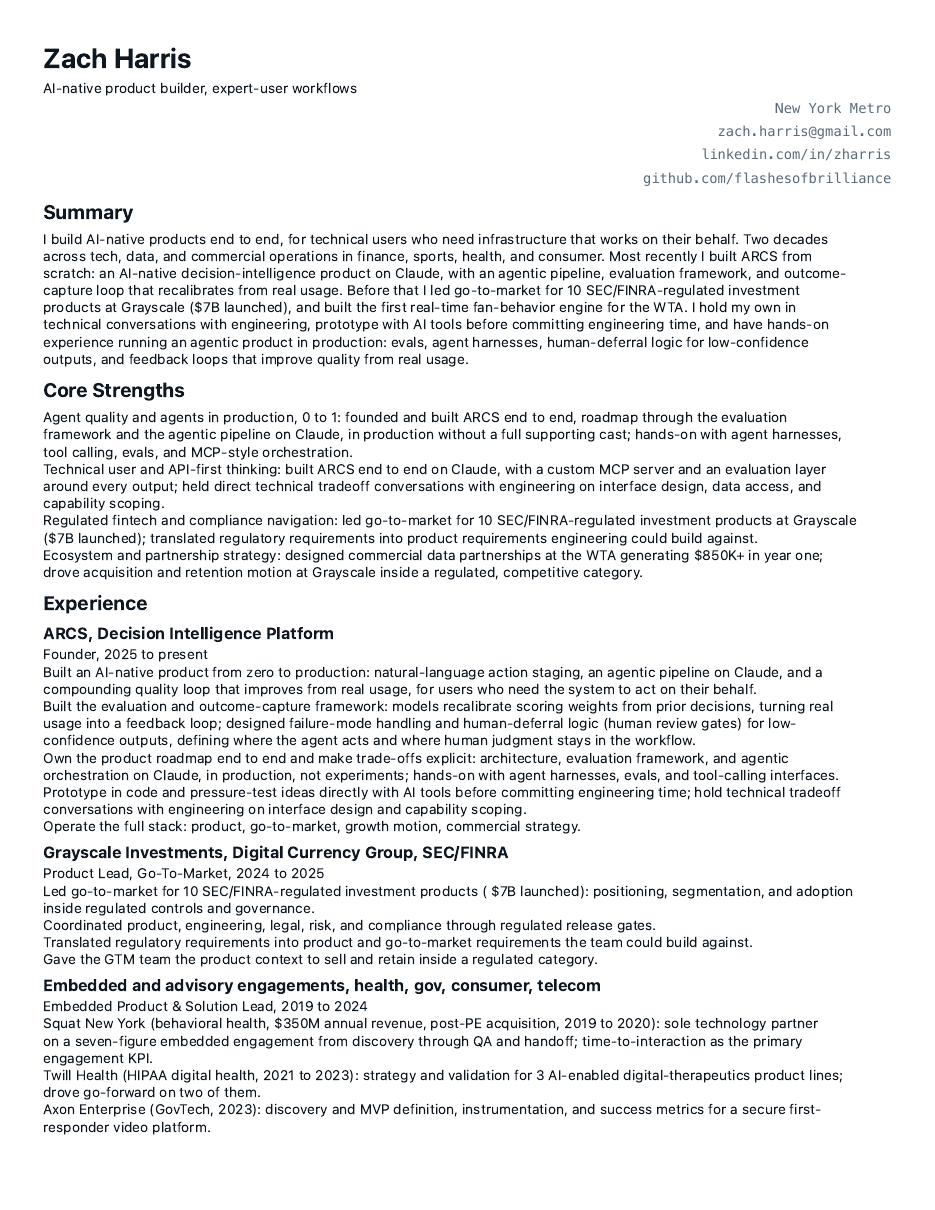 Zach Harris
AI-native product builder, expert-user workflows
New York Metro
zach.harris@gmail.com
linkedin.com/in/zharris
github.com/flashesofbrilliance
Summary
I build AI-native products end to end, for technical users who need infrastructure that works on their behalf. Two decades
across tech, data, and commercial operations in finance, sports, health, and consumer. Most recently I built ARCS from
scratch: an AI-native decision-intelligence product on Claude, with an agentic pipeline, evaluation framework, and outcome-
capture loop that recalibrates from real usage. Before that I led go-to-market for 10 SEC/FINRA-regulated investment
products at Grayscale ($7B launched), and built the first real-time fan-behavior engine for the WTA. I hold my own in
technical conversations with engineering, prototype with AI tools before committing engineering time, and have hands-on
experience running an agentic product in production: evals, agent harnesses, human-deferral logic for low-confidence
outputs, and feedback loops that improve quality from real usage.
Core Strengths
Agent quality and agents in production, 0 to 1: founded and built ARCS end to end, roadmap through the evaluation
framework and the agentic pipeline on Claude, in production without a full supporting cast; hands-on with agent harnesses,
tool calling, evals, and MCP-style orchestration.
Technical user and API-first thinking: built ARCS end to end on Claude, with a custom MCP server and an evaluation layer
around every output; held direct technical tradeoff conversations with engineering on interface design, data access, and
capability scoping.
Regulated fintech and compliance navigation: led go-to-market for 10 SEC/FINRA-regulated investment products at Grayscale
($7B launched); translated regulatory requirements into product requirements engineering could build against.
Ecosystem and partnership strategy: designed commercial data partnerships at the WTA generating $850K+ in year one;
drove acquisition and retention motion at Grayscale inside a regulated, competitive category.
Experience
ARCS, Decision Intelligence Platform
Founder, 2025 to present
Built an AI-native product from zero to production: natural-language action staging, an agentic pipeline on Claude, and a
compounding quality loop that improves from real usage, for users who need the system to act on their behalf.
Built the evaluation and outcome-capture framework: models recalibrate scoring weights from prior decisions, turning real
usage into a feedback loop; designed failure-mode handling and human-deferral logic (human review gates) for low-
confidence outputs, defining where the agent acts and where human judgment stays in the workflow.
Own the product roadmap end to end and make trade-offs explicit: architecture, evaluation framework, and agentic
orchestration on Claude, in production, not experiments; hands-on with agent harnesses, evals, and tool-calling interfaces.
Prototype in code and pressure-test ideas directly with AI tools before committing engineering time; hold technical tradeoff
conversations with engineering on interface design and capability scoping.
Operate the full stack: product, go-to-market, growth motion, commercial strategy.
Grayscale Investments, Digital Currency Group, SEC/FINRA
Product Lead, Go-To-Market, 2024 to 2025
Led go-to-market for 10 SEC/FINRA-regulated investment products ( $7B launched): positioning, segmentation, and adoption
inside regulated controls and governance.
Coordinated product, engineering, legal, risk, and compliance through regulated release gates.
Translated regulatory requirements into product and go-to-market requirements the team could build against.
Gave the GTM team the product context to sell and retain inside a regulated category.
Embedded and advisory engagements, health, gov, consumer, telecom
Embedded Product & Solution Lead, 2019 to 2024
Squat New York (behavioral health, $350M annual revenue, post-PE acquisition, 2019 to 2020): sole technology partner
on a seven-figure embedded engagement from discovery through QA and handoff; time-to-interaction as the primary
engagement KPI.
Twill Health (HIPAA digital health, 2021 to 2023): strategy and validation for 3 AI-enabled digital-therapeutics product lines;
drove go-forward on two of them.
Axon Enterprise (GovTech, 2023): discovery and MVP definition, instrumentation, and success metrics for a secure first-
responder video platform.